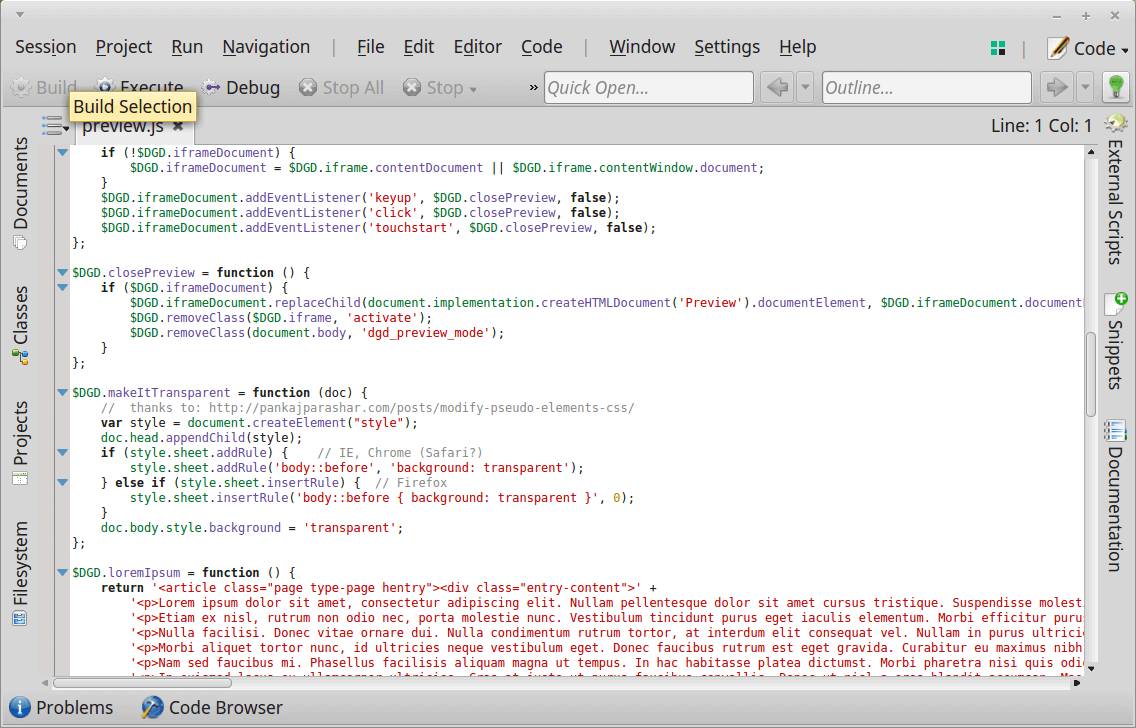 Session Project Run Navigation | File Edit Editor Code | Window Settings Help | Code
Build Execute Debug Stop All Stop » Quick Open... Outline...
Build Selection
preview.js Line: 1 Col: 1
Documents
Classes
Projects
Filesystem
if (!$DGD.iframeDocument) {
$DGD.iframeDocument = $DGD.iframe.contentDocument || $DGD.iframe.contentWindow.document;
}
$DGD.iframeDocument.addEventListener('keyup', $DGD.closePreview, false);
$DGD.iframeDocument.addEventListener('click', $DGD.closePreview, false);
$DGD.iframeDocument.addEventListener('touchstart', $DGD.closePreview, false);
};
$DGD.closePreview = function () {
if ($DGD.iframeDocument) {
$DGD.iframeDocument.replaceChild(document.implementation.createHTMLDocument('Preview').documentElement, $DGD.iframeDocument.document
$DGD.removeClass($DGD.iframe, 'activate');
$DGD.removeClass(document.body, 'dgd_preview_mode');
}
};
$DGD.makeItTransparent = function (doc) {
// thanks to: http://pankajparashar.com/posts/modify-pseudo-elements-css/
var style = document.createElement("style");
doc.head.appendChild(style);
if (style.sheet.addRule) { // IE, Chrome (Safari?)
style.sheet.addRule('body::before', 'background: transparent');
} else if (style.sheet.insertRule) { // Firefox
style.sheet.insertRule('body::before { background: transparent }', 0);
}
doc.body.style.background = 'transparent';
};
$DGD.loremIpsum = function () {
return '<article class="page type-page hentry"><div class="entry-content">' +
'<p>Lorem ipsum dolor sit amet, consectetur adipiscing elit. Nullam pellentesque dolor sit amet cursus tristique. Suspendisse molest
'<p>Etiam ex nisl, rutrum non odio nec, porta molestie nunc. Vestibulum tincidunt purus eget iaculis elementum. Morbi efficitur puru
'<p>Nulla facilisi. Donec vitae ornare dui. Nulla condimentum rutrum tortor, at interdum elit consequat vel. Nullam in purus ultrici
'<p>Morbi aliquet tortor nunc, id ultricies neque vestibulum eget. Donec faucibus rutrum est eget gravida. Curabitur eu maximus nibh
'<p>Nam sed faucibus mi. Phasellus facilisis aliquam magna ut tempus. In hac habitasse platea dictumst. Morbi pharetra nisi quis odi
External Scripts
Snippets
Documentation
Problems Code Browser